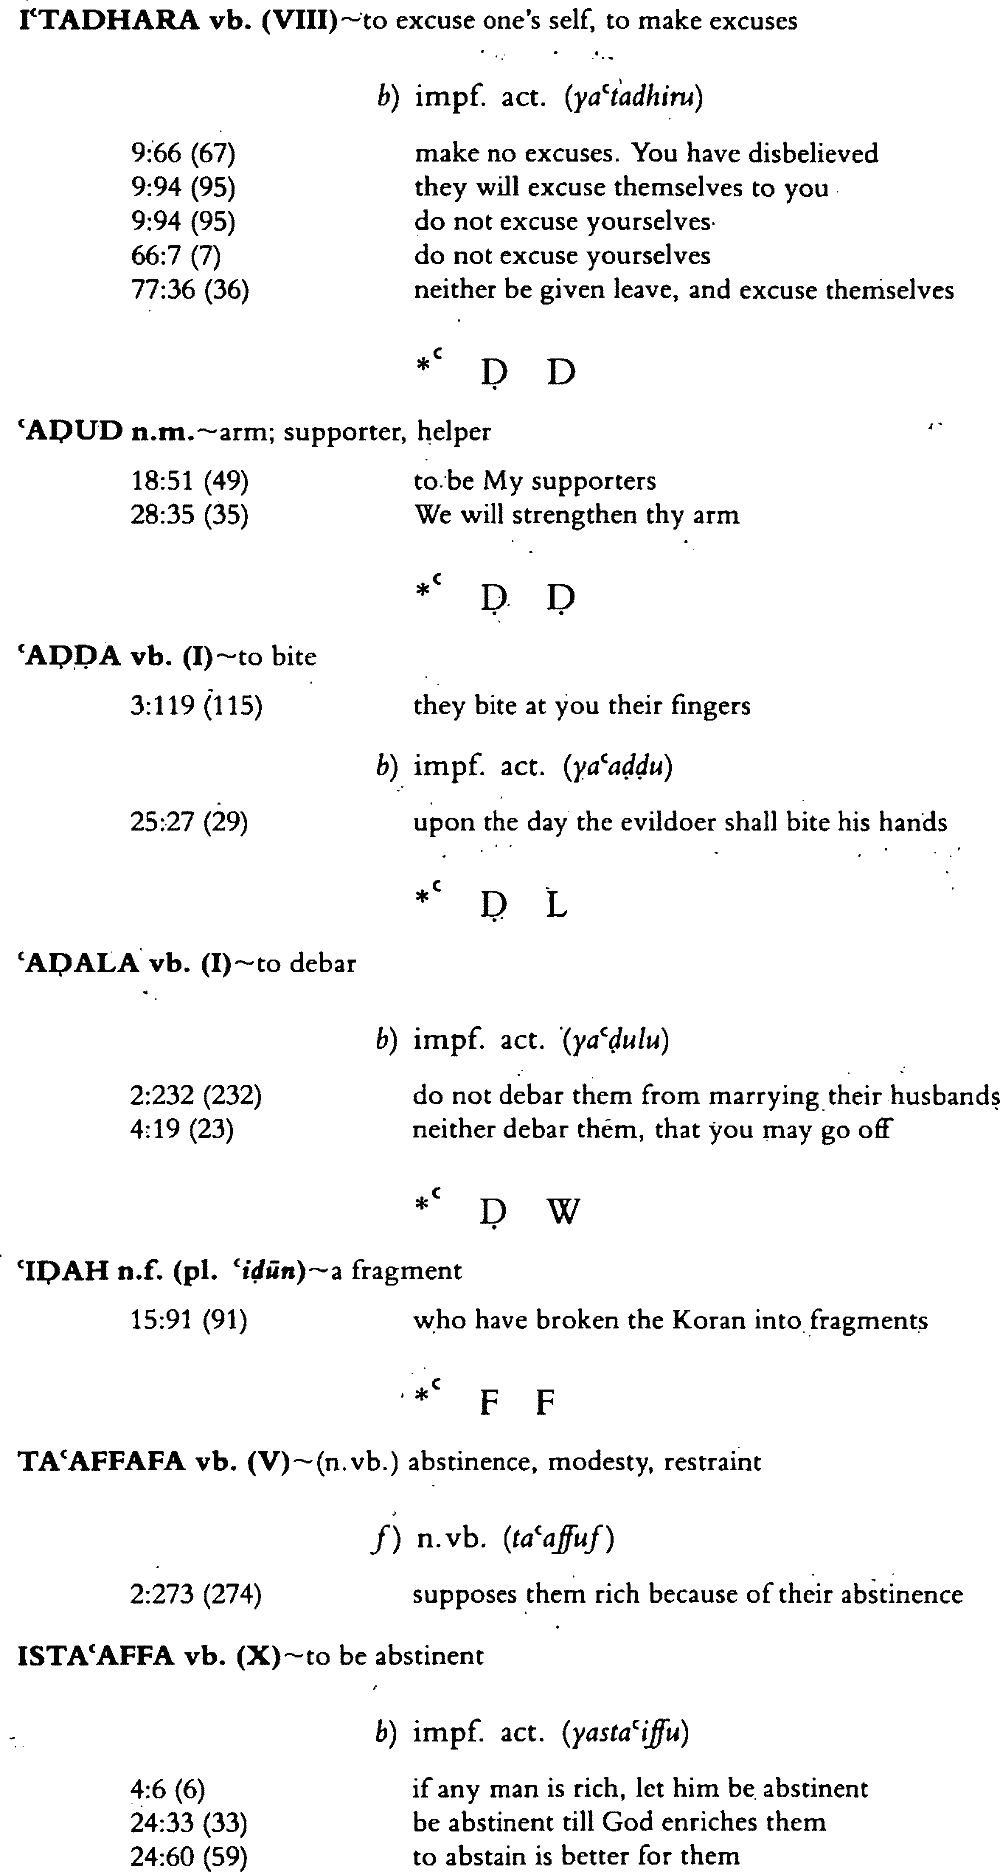 IʿTADHARA vb. (VIII)~to excuse one's self, to make excuses
b) impf. act. (yaʿtadhiru)
9:66 (67) make no excuses. You have disbelieved
9:94 (95) they will excuse themselves to you
9:94 (95) do not excuse yourselves
66:7 (7) do not excuse yourselves
77:36 (36) neither be given leave, and excuse themselves
*ʿ Ḍ D
ʿAḌUD n.m.~arm; supporter, helper
18:51 (49) to be My supporters
28:35 (35) We will strengthen thy arm
*ʿ Ḍ Ḍ
ʿAḌḌA vb. (I)~to bite
3:119 (115) they bite at you their fingers
b) impf. act. (yaʿaḍḍu)
25:27 (29) upon the day the evildoer shall bite his hands
*ʿ Ḍ L
ʿAḌALA vb. (I)~to debar
b) impf. act. (yaʿḍulu)
2:232 (232) do not debar them from marrying their husbands
4:19 (23) neither debar them, that you may go off
*ʿ Ḍ W
ʿIḌAH n.f. (pl. ʿiḍūn)~a fragment
15:91 (91) who have broken the Koran into fragments
*ʿ F F
TAʿAFFAFA vb. (V)~(n.vb.) abstinence, modesty, restraint
f) n.vb. (taʿaffuf)
2:273 (274) supposes them rich because of their abstinence
ISTAʿAFFA vb. (X)~to be abstinent
b) impf. act. (yastaʿiffu)
4:6 (6) if any man is rich, let him be abstinent
24:33 (33) be abstinent till God enriches them
24:60 (59) to abstain is better for them